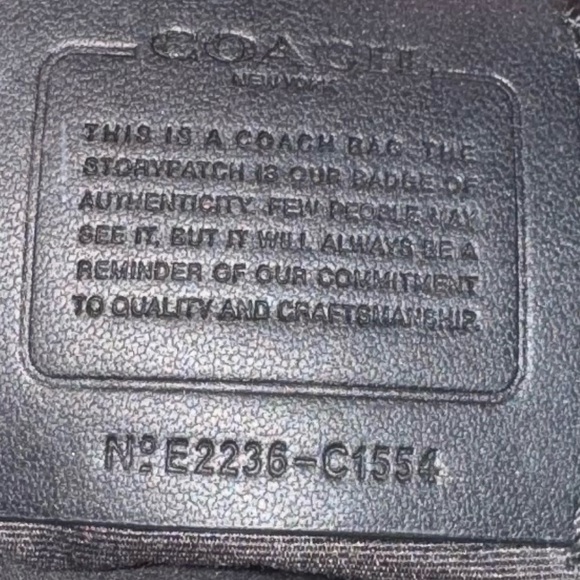 COACH
NEW YORK
THIS IS A COACH BAG. THE
STORYPATCH IS OUR BADGE OF
AUTHENTICITY. FEW PEOPLE MAY
SEE IT, BUT IT WILL ALWAYS BE A
REMINDER OF OUR COMMITMENT
TO QUALITY AND CRAFTSMANSHIP.
Nº E2236-C1554